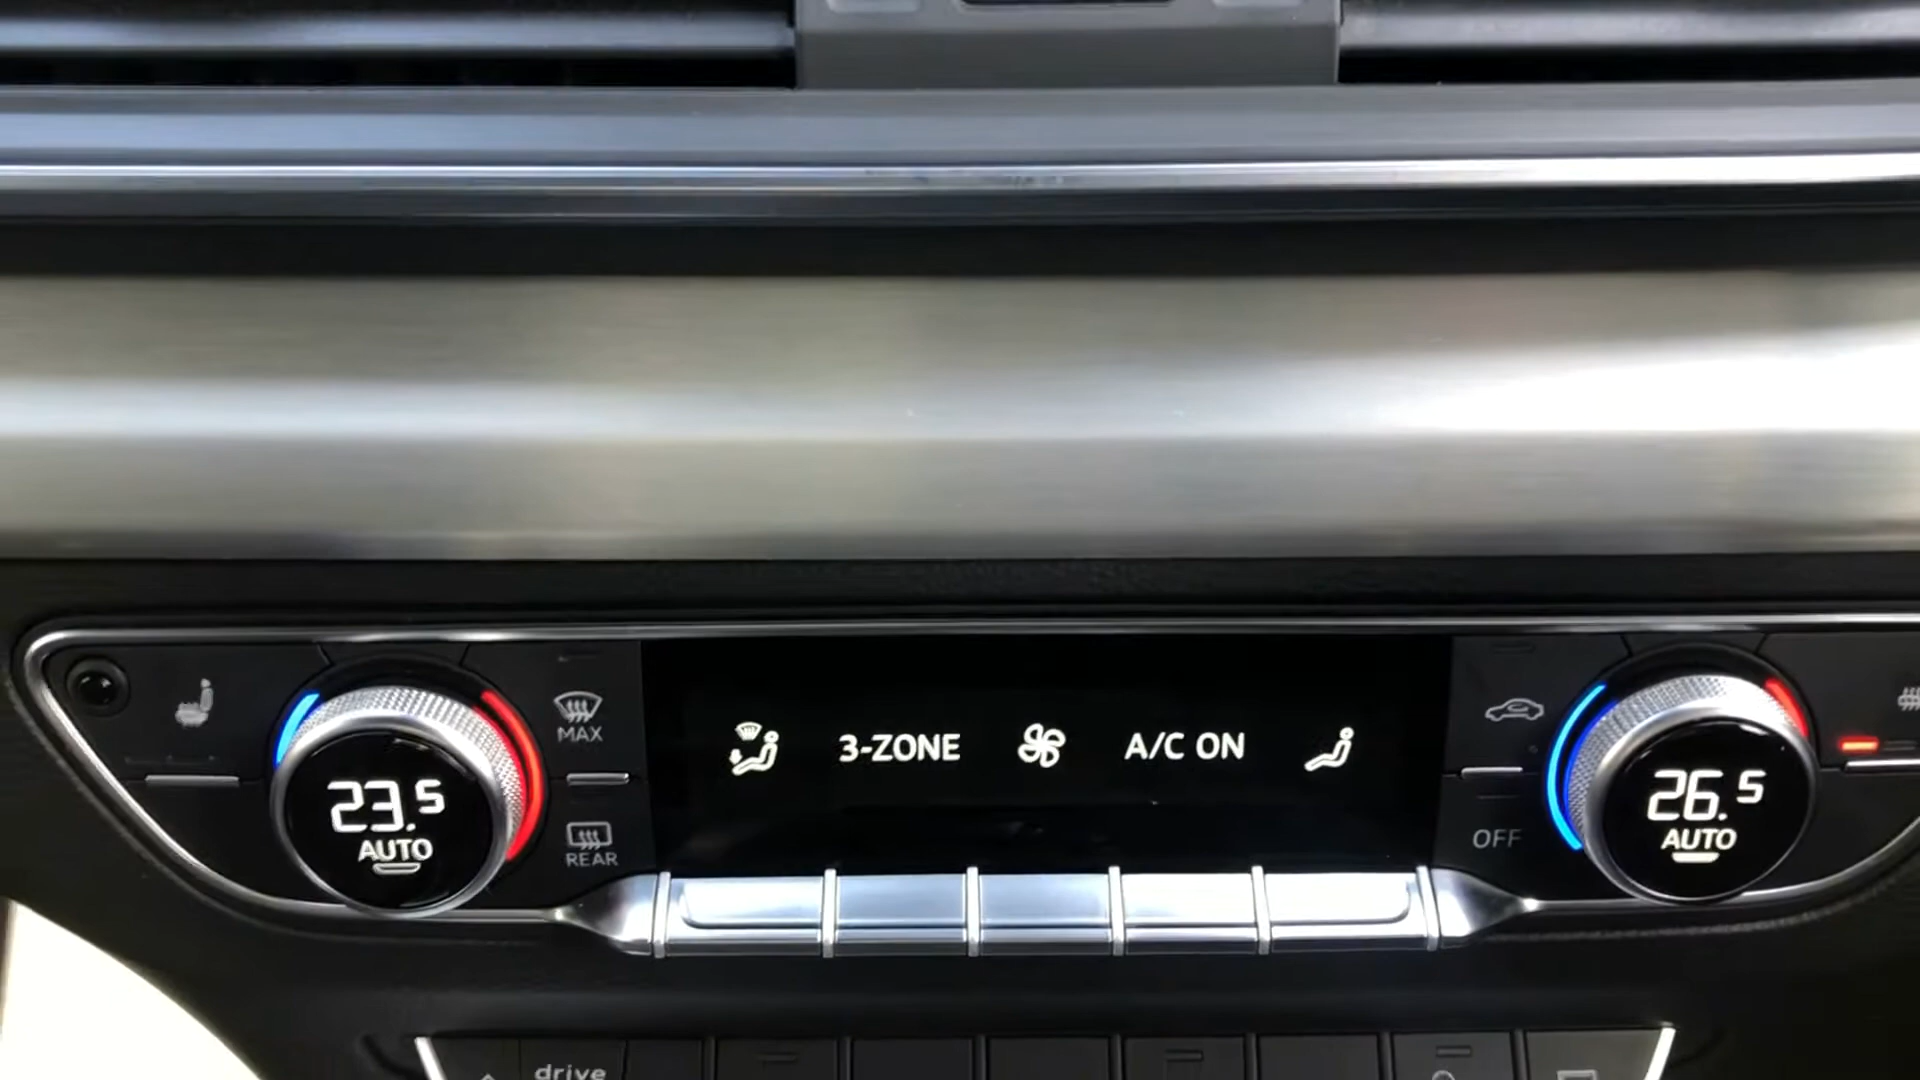 MAX
3-ZONE
A/C ON
23.5
AUTO
REAR
OFF
26.5
AUTO
drive